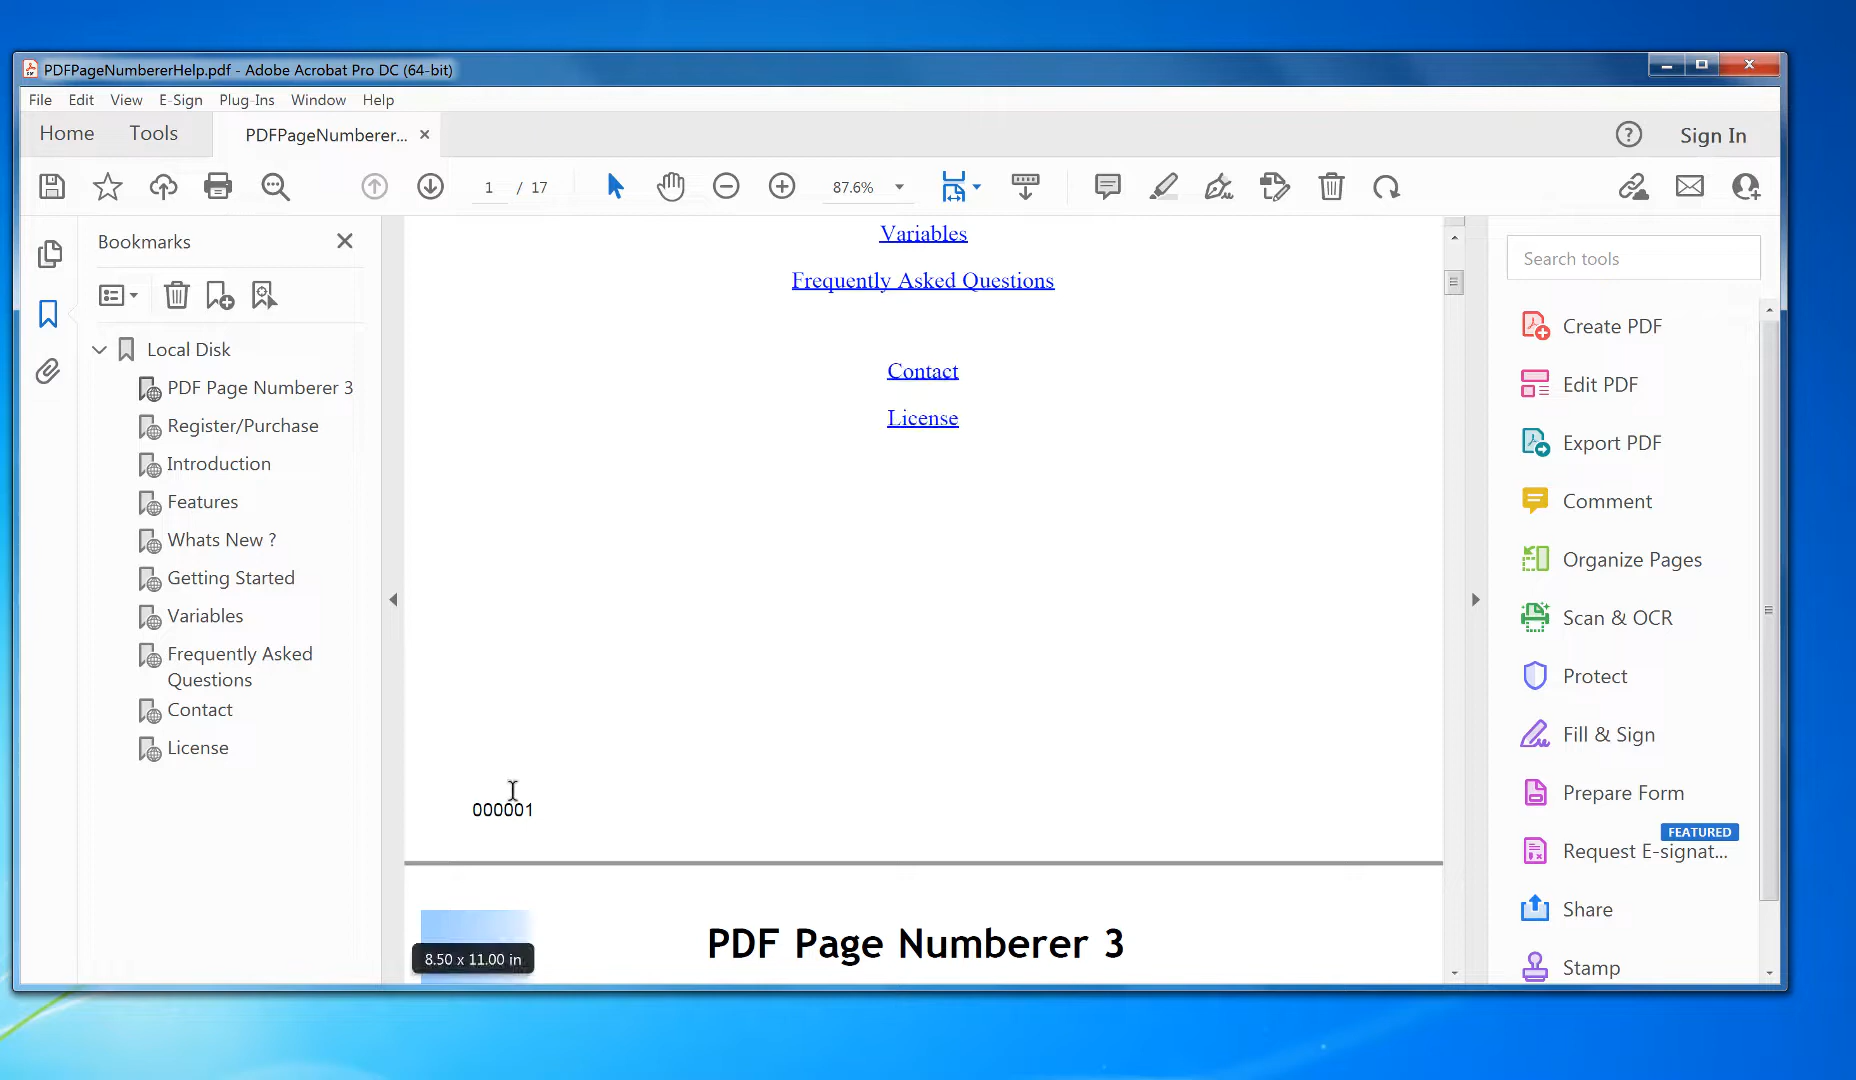 PDFPageNumbererHelp.pdf - Adobe Acrobat Pro DC (64-bit)
File Edit View E-Sign Plug-Ins Window Help
Home Tools PDFPageNumberer... Sign In
1 / 17 87.6%
Bookmarks
Local Disk
PDF Page Numberer 3
Register/Purchase
Introduction
Features
Whats New ?
Getting Started
Variables
Frequently Asked
Questions
Contact
License
Variables
Frequently Asked Questions
Contact
License
000001
PDF Page Numberer 3
8.50 x 11.00 in
Search tools
Create PDF
Edit PDF
Export PDF
Comment
Organize Pages
Scan & OCR
Protect
Fill & Sign
Prepare Form
FEATURED
Request E-signat...
Share
Stamp